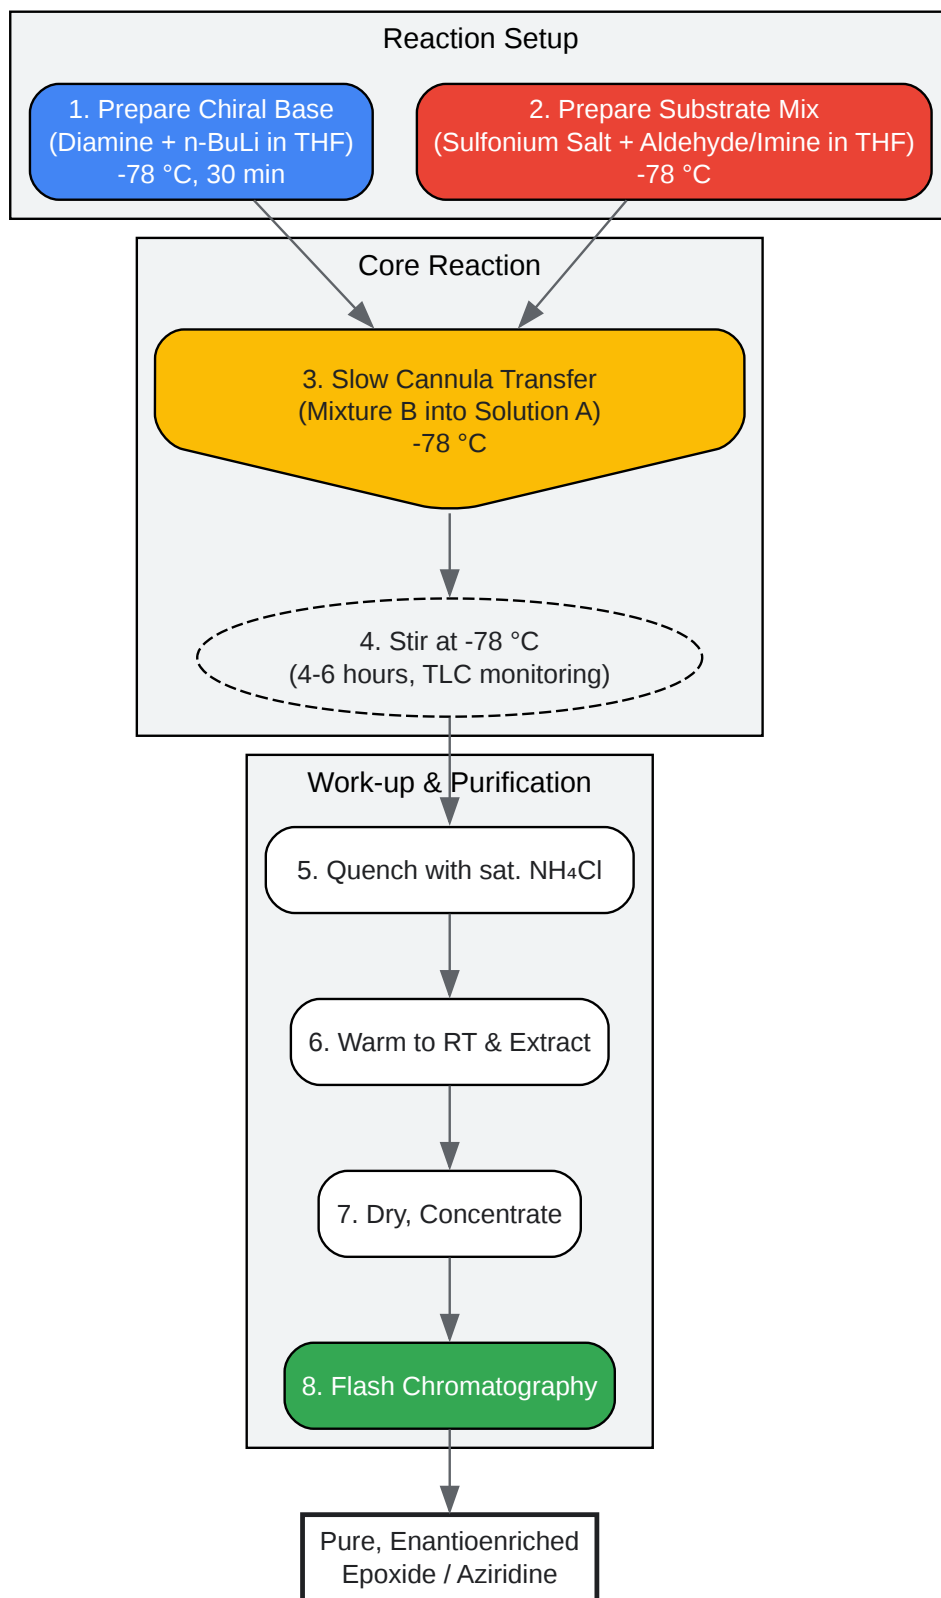 Reaction Setup
1. Prepare Chiral Base
(Diamine + n-BuLi in THF)
-78 °C, 30 min
2. Prepare Substrate Mix
(Sulfonium Salt + Aldehyde/Imine in THF)
-78 °C
Core Reaction
3. Slow Cannula Transfer
(Mixture B into Solution A)
-78 °C
4. Stir at -78 °C
(4-6 hours, TLC monitoring)
Work-up & Purification
5. Quench with sat. NH₄Cl
6. Warm to RT & Extract
7. Dry, Concentrate
8. Flash Chromatography
Pure, Enantioenriched
Epoxide / Aziridine